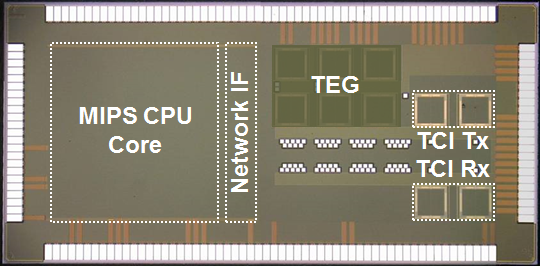 MIPS CPU
Core
Network IF
TEG
TCI Tx
TCI Rx